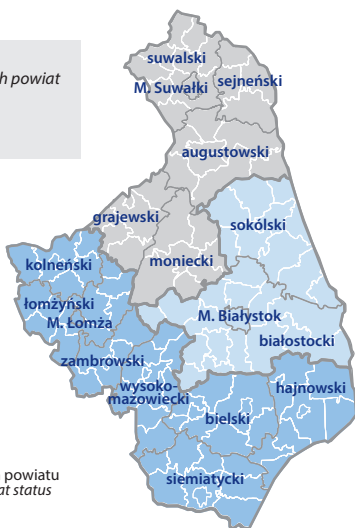 suwalski
h powiat
M. Suwałki
sejneński
augustowski
grajewski
sokólski
moniecki
kolneński
łomżyński
M. Łomża
M. Białystok
białostocki
zambrowski
wysoko-
mazowiecki
hajnowski
bielski
siemiatycki
powiatu
at status